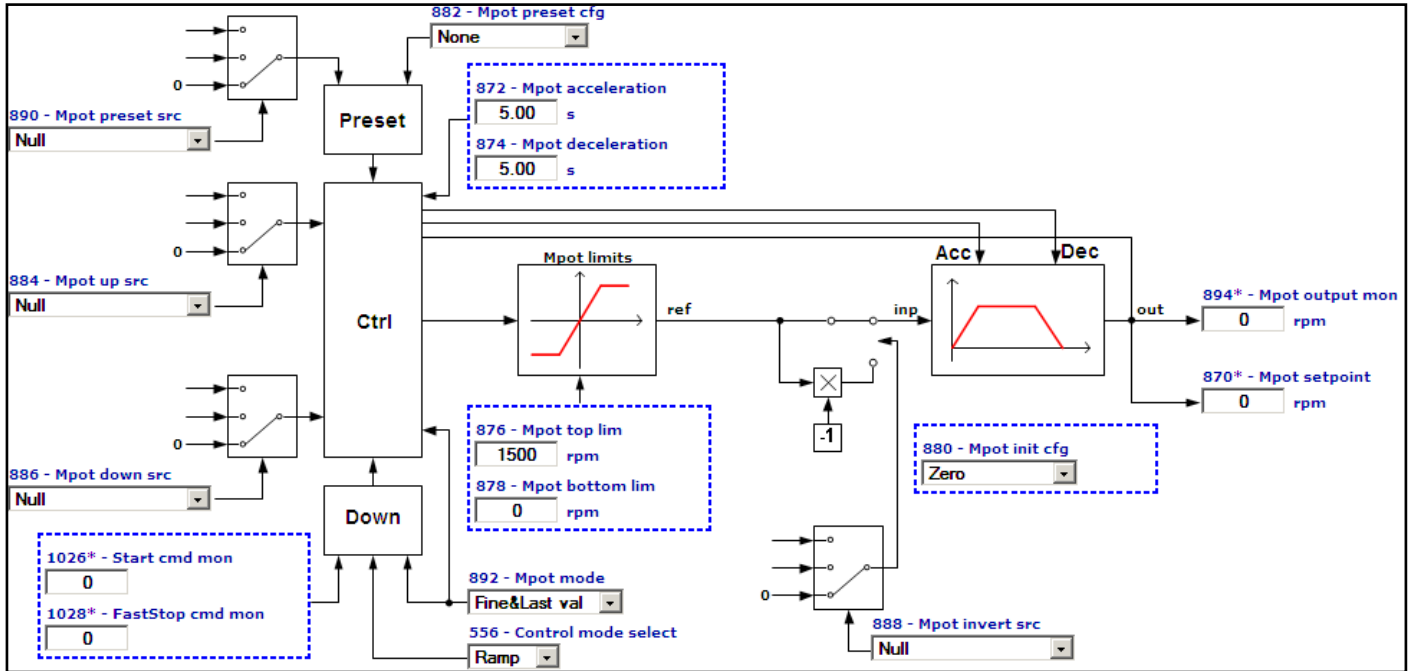 882 - Mpot preset cfg
None
0
890 - Mpot preset src
Null
Preset
872 - Mpot acceleration
5.00 s
874 - Mpot deceleration
5.00 s
0
884 - Mpot up src
Null
Ctrl
Mpot limits
ref
inp
Acc Dec
out
894* - Mpot output mon
0 rpm
870* - Mpot setpoint
0 rpm
-1
876 - Mpot top lim
1500 rpm
878 - Mpot bottom lim
0 rpm
880 - Mpot init cfg
Zero
0
886 - Mpot down src
Null
Down
1026* - Start cmd mon
0
1028* - FastStop cmd mon
0
892 - Mpot mode
Fine&Last val
556 - Control mode select
Ramp
0
888 - Mpot invert src
Null